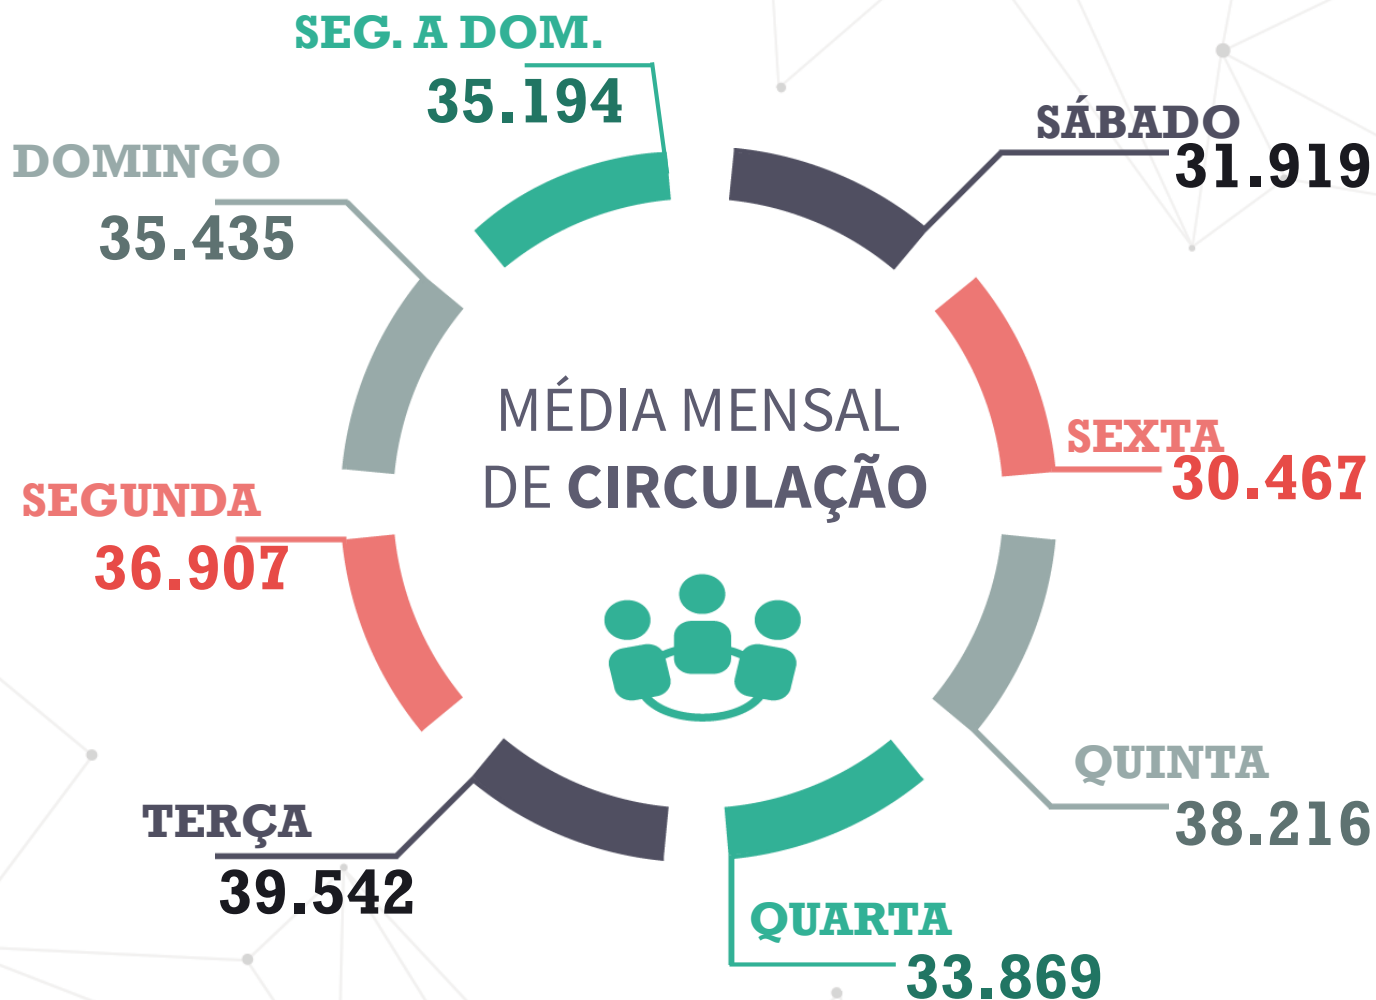 SEG. A DOM.
35.194
SÁBADO
31.919
DOMINGO
35.435
MÉDIA MENSAL
DE CIRCULAÇÃO
SEXTA
30.467
SEGUNDA
36.907
QUINTA
38.216
TERÇA
39.542
QUARTA
33.869